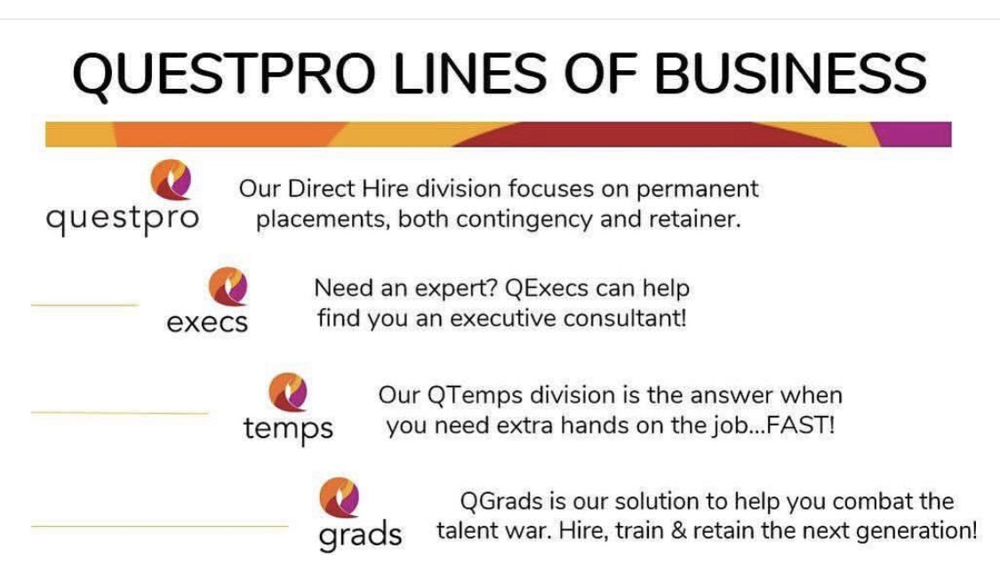 QUESTPRO LINES OF BUSINESS
questpro
Our Direct Hire division focuses on permanent
placements, both contingency and retainer.
execs
Need an expert? QExecs can help
find you an executive consultant!
temps
Our QTemps division is the answer when
you need extra hands on the job...FAST!
grads
QGrads is our solution to help you combat the
talent war. Hire, train & retain the next generation!